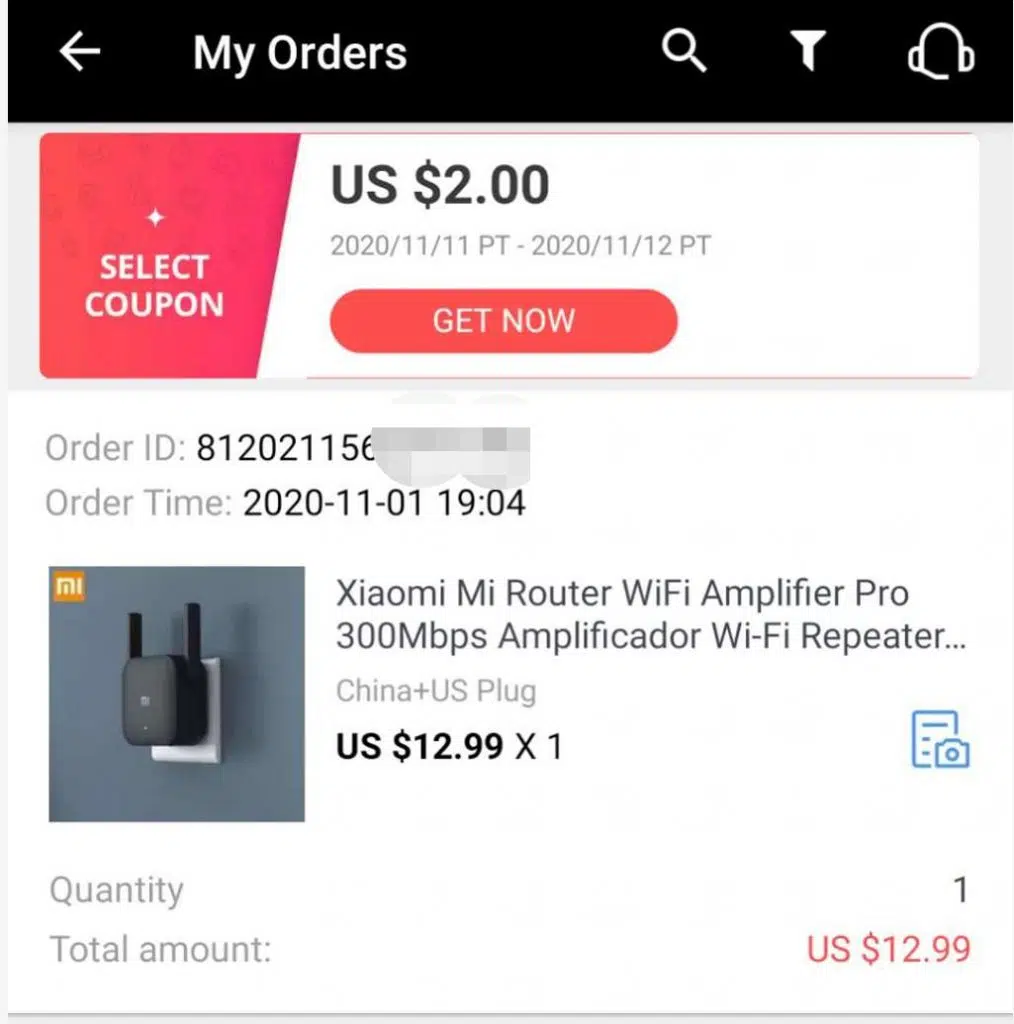 My Orders
SELECT
COUPON
US $2.00
2020/11/11 PT - 2020/11/12 PT
GET NOW
Order ID: 812021156
Order Time: 2020-11-01 19:04
mi
Xiaomi Mi Router WiFi Amplifier Pro
300Mbps Amplificador Wi-Fi Repeater...
China+US Plug
US $12.99 X 1
Quantity 1
Total amount: US $12.99